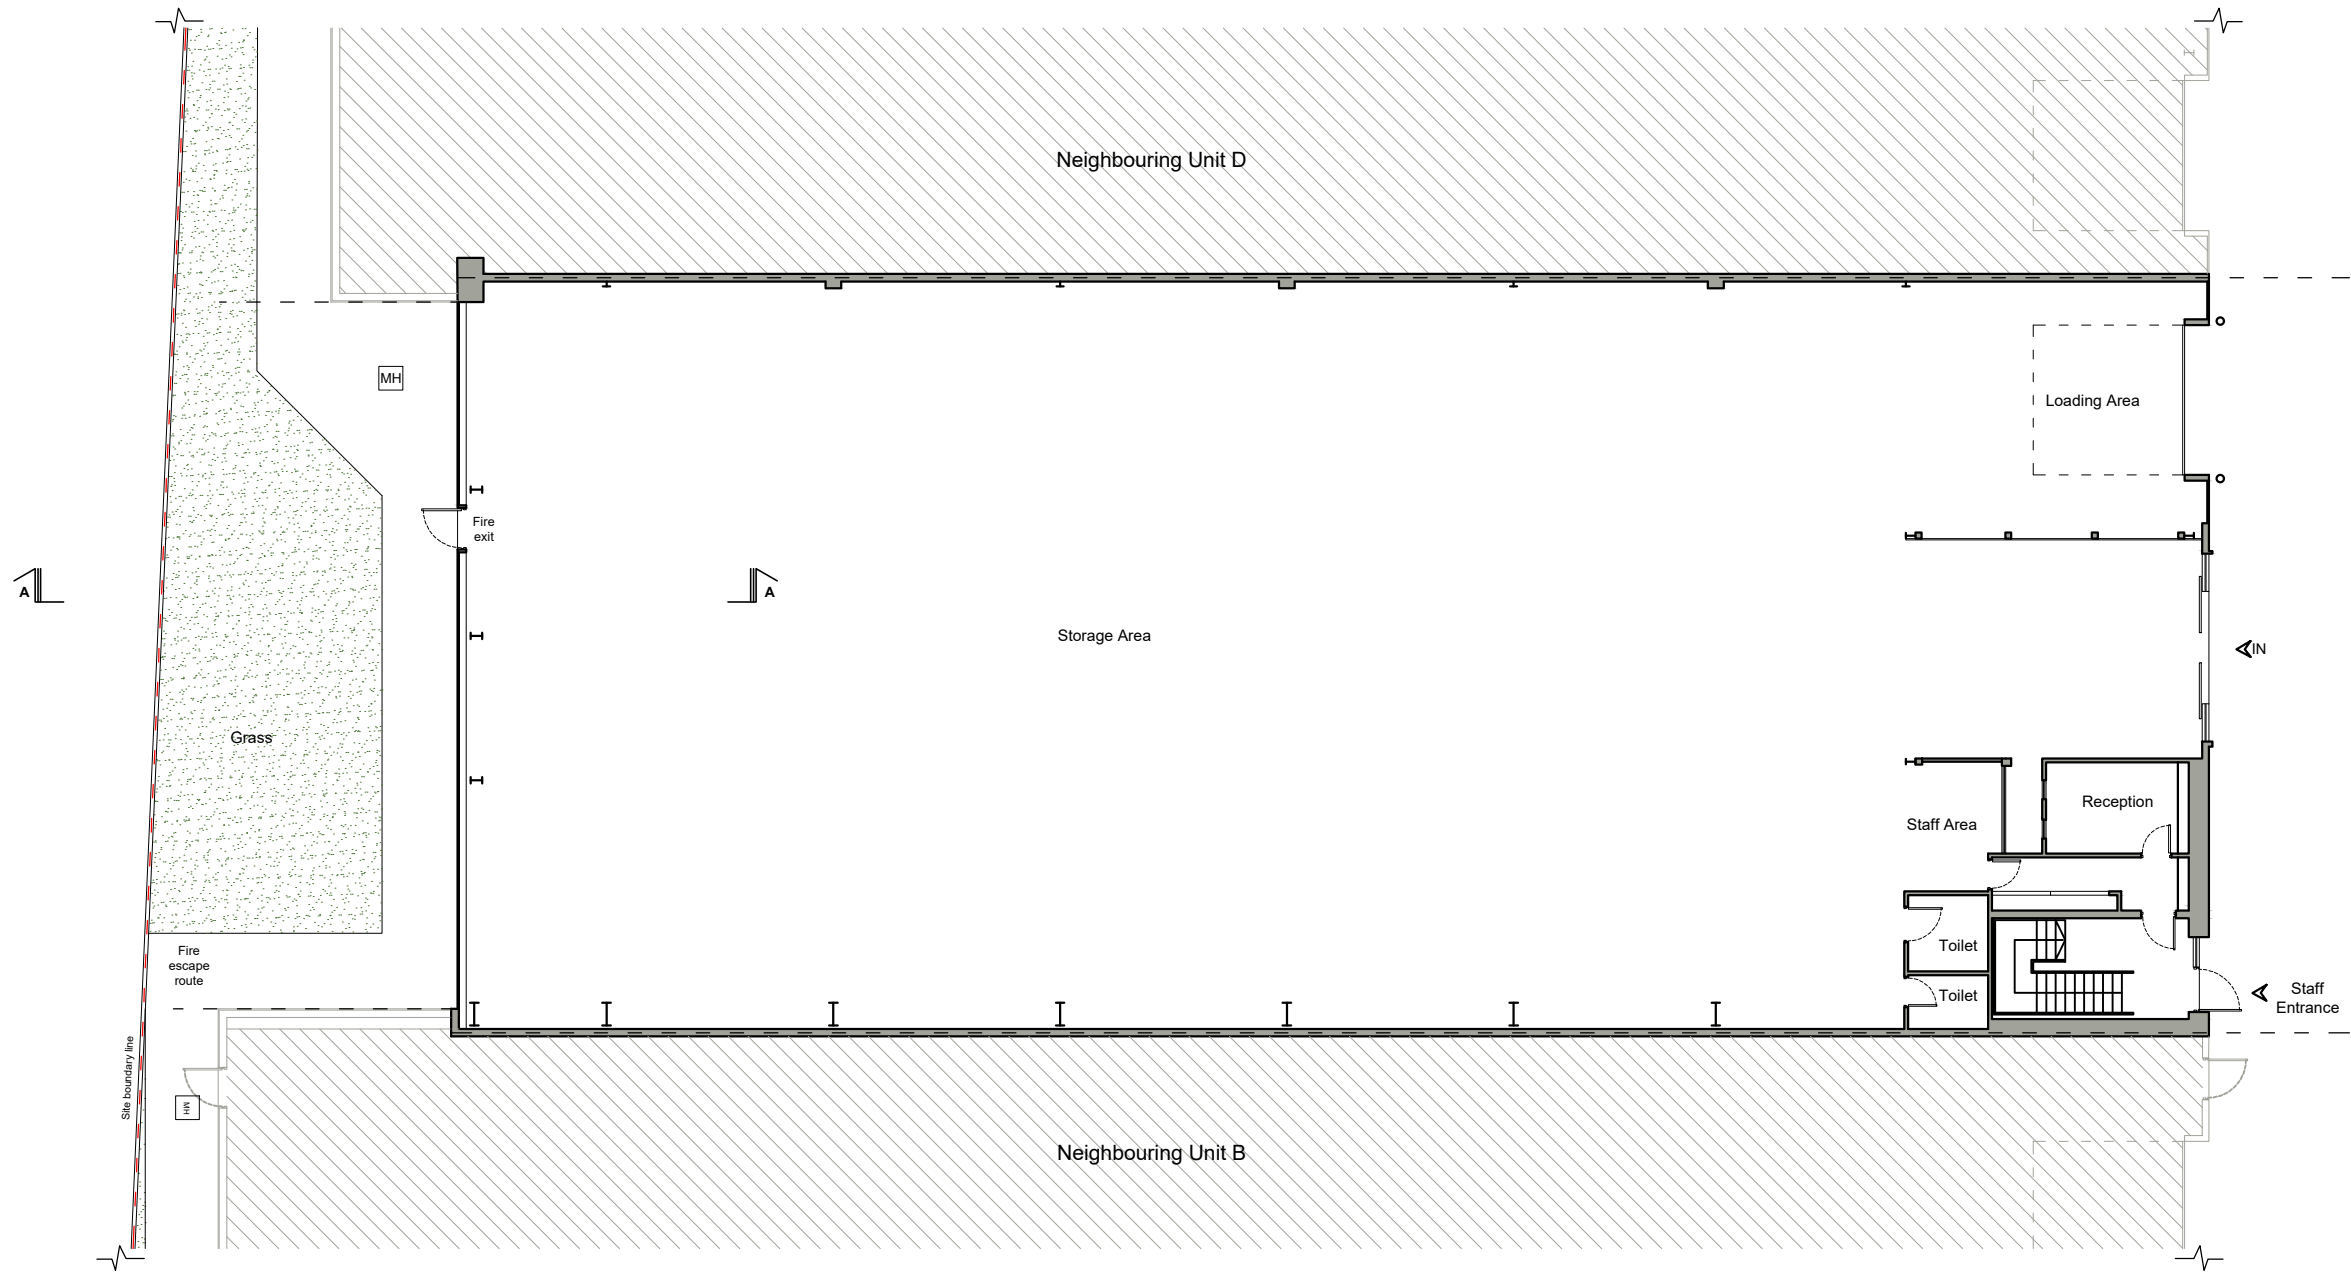 Neighbouring Unit D
MH
Loading Area
Fire
exit
A
A
Storage Area
IN
Grass
Reception
Staff Area
Fire
escape
route
Toilet
Toilet
Staff
Entrance
Site boundary line
MH
Neighbouring Unit B